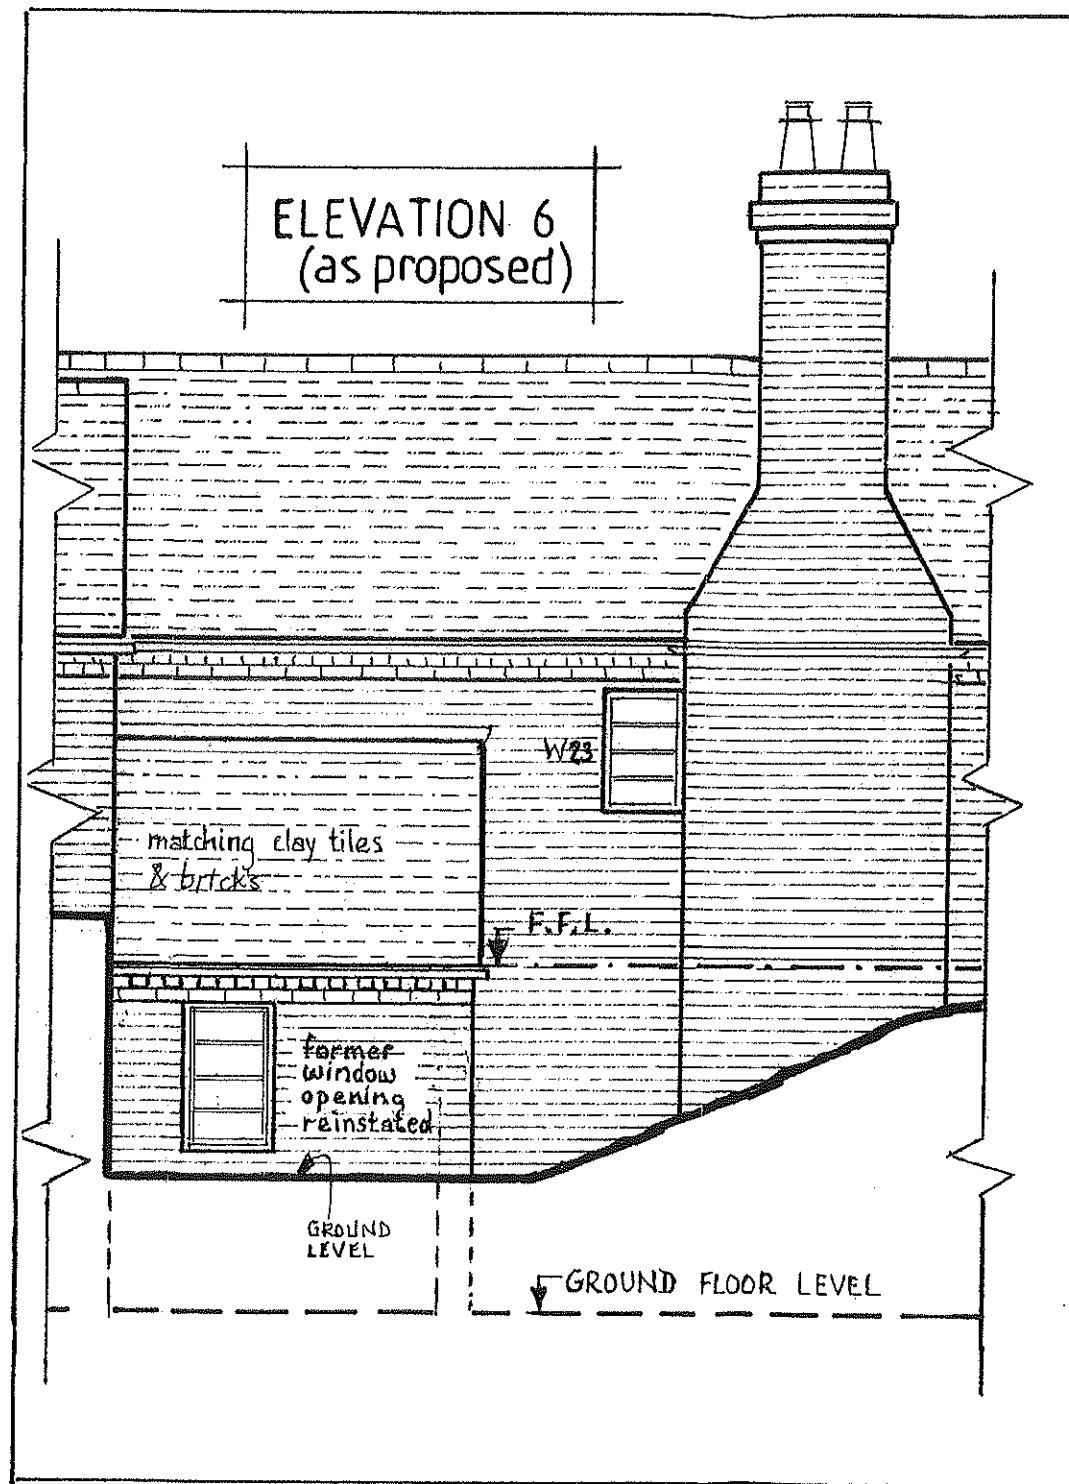 ELEVATION 6
(as proposed)
W23
matching clay tiles
& bricks
F.F.L.
former
window
opening
reinstated
GROUND
LEVEL
GROUND FLOOR LEVEL